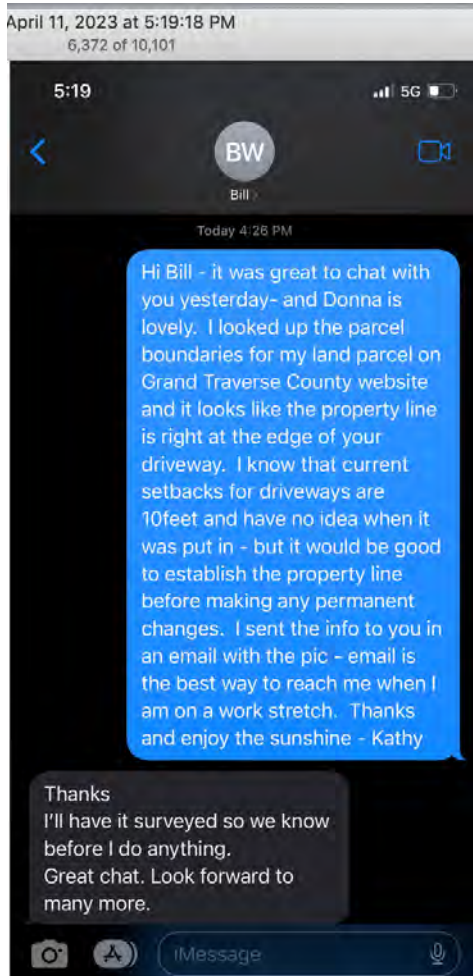 April 11, 2023 at 5:19:18 PM
6,372 of 10,101
5:19
5G
BW
Bill
Today 4:26 PM
Hi Bill - it was great to chat with
you yesterday- and Donna is
lovely. I looked up the parcel
boundaries for my land parcel on
Grand Traverse County website
and it looks like the property line
is right at the edge of your
driveway. I know that current
setbacks for driveways are
10feet and have no idea when it
was put in - but it would be good
to establish the property line
before making any permanent
changes. I sent the info to you in
an email with the pic - email is
the best way to reach me when I
am on a work stretch. Thanks
and enjoy the sunshine - Kathy
Thanks
I'll have it surveyed so we know
before I do anything.
Great chat. Look forward to
many more.
iMessage